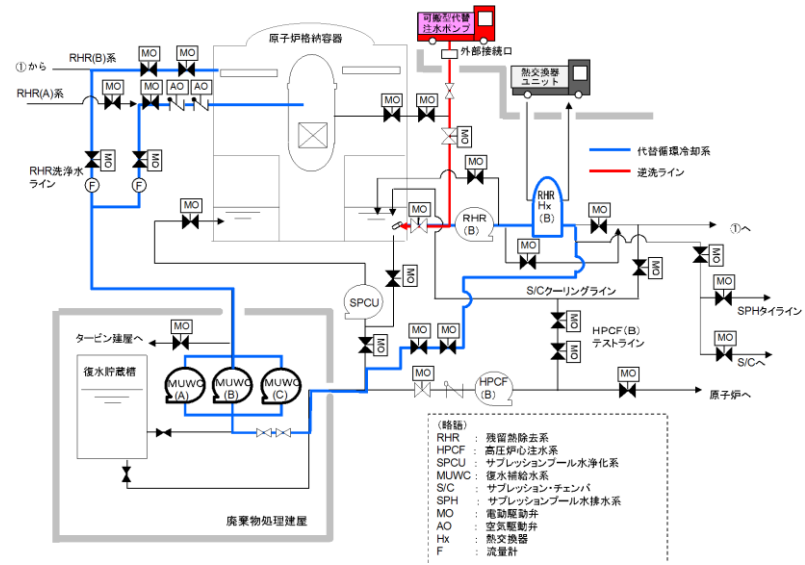 可搬型代替
注水ポンプ
外部接続口
熱交換器
ユニット
原子炉格納容器
①から
RHR(B)系
RHR(A)系
MO
MO
MO
MO
AO
AO
MO
MO
MO
MO
MO
RHR洗浄水
ライン
F
F
代替循環冷却系
逆洗ライン
MO
MO
RHR
(B)
RHR
Hx
(B)
MO
①へ
MO
MO
MO
MO
SPCU
S/Cクーリングライン
MO
SPHタイライン
MO
MO
MO
HPCF(B)
テストライン
MO
MO
MO
S/Cへ
タービン建屋へ
MO
復水貯蔵槽
MUWC
(A)
MUWC
(B)
MUWC
(C)
MO
HPCF
(B)
MO
原子炉へ
廃棄物処理建屋
(略語)
RHR : 残留熱除去系
HPCF : 高圧炉心注水系
SPCU : サプレッションプール水浄化系
MUWC : 復水補給水系
S/C : サプレッション・チェンバ
SPH : サプレッションプール水排水系
MO : 電動駆動弁
AO : 空気駆動弁
Hx : 熱交換器
F : 流量計